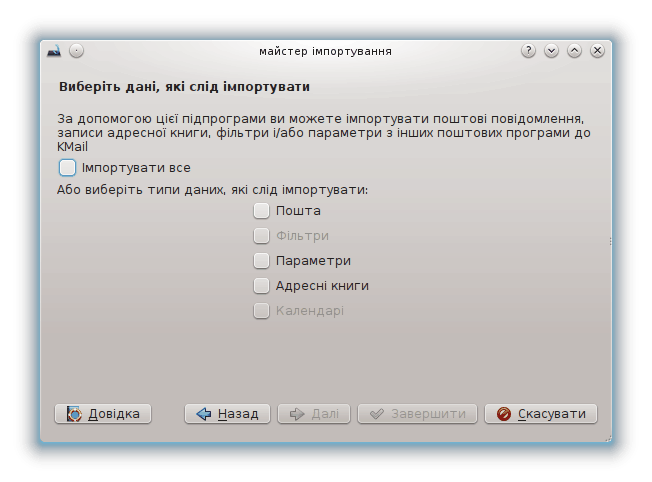 майстер імпортування
Виберіть дані, які слід імпортувати
За допомогою цієї підпрограми ви можете імпортувати поштові повідомлення,
записи адресної книги, фільтри і/або параметри з інших поштових програми до
KMail
Імпортувати все
Або виберіть типи даних, які слід імпортувати:
Пошта
Фільтри
Параметри
Адресні книги
Календарі
Довідка
Назад
Далі
Завершити
Скасувати